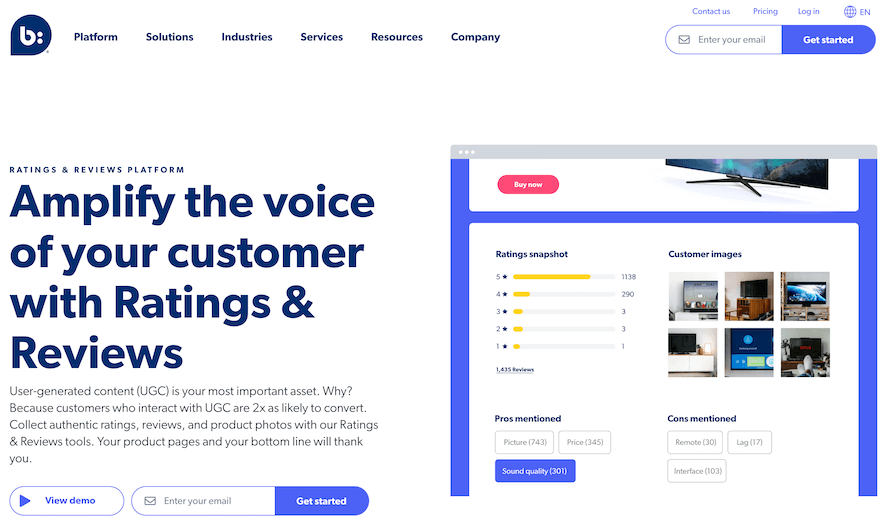 Contact us
Pricing
Log in
EN
b:
Platform
Solutions
Industries
Services
Resources
Company
Enter your email
Get started
RATINGS & REVIEWS PLATFORM
Amplify the voice
of your customer
with Ratings &
Reviews
User-generated content (UGC) is your most important asset. Why?
Because customers who interact with UGC are 2x as likely to convert.
Collect authentic ratings, reviews, and product photos with our Ratings
& Reviews tools. Your product pages and your bottom line will thank
you.
View demo
Enter your email
Get started
Buy now
Ratings snapshot
5 ★ 1138
4 ★ 290
3 ★ 3
2 ★ 3
1 ★ 1
1,435 Reviews
Customer images
Pros mentioned
Picture (743)
Price (345)
Sound quality (301)
Cons mentioned
Remote (30)
Lag (17)
Interface (103)